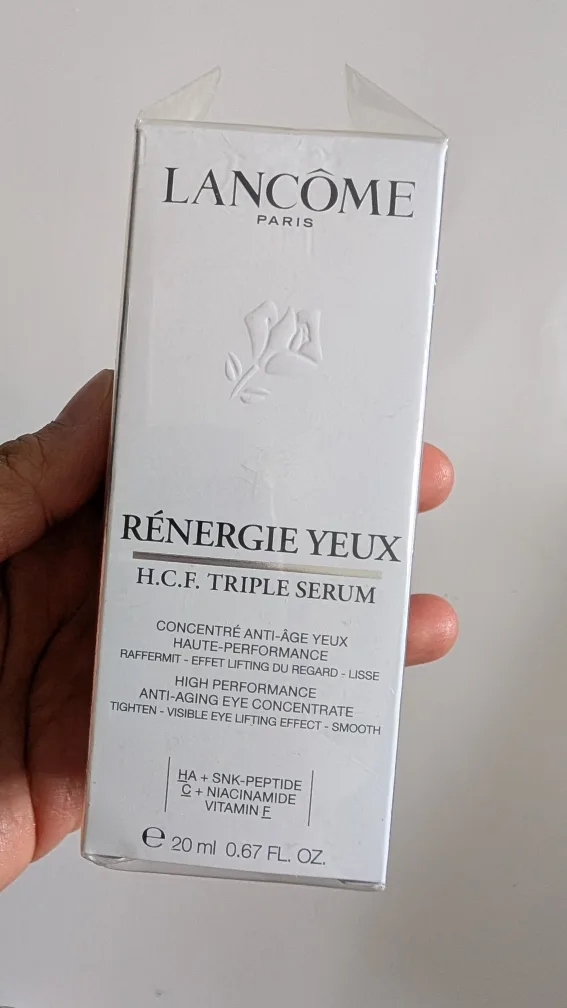 LANCÔME
PARIS
RÉNERGIE YEUX
H.C.F. TRIPLE SERUM
CONCENTRÉ ANTI-ÂGE YEUX
HAUTE-PERFORMANCE
RAFFERMIT - EFFET LIFTING DU REGARD - LISSE
HIGH PERFORMANCE
ANTI-AGING EYE CONCENTRATE
TIGHTEN - VISIBLE EYE LIFTING EFFECT - SMOOTH
HA + SNK-PEPTIDE
C + NIACINAMIDE
VITAMIN F
℮ 20 ml 0.67 FL. OZ.